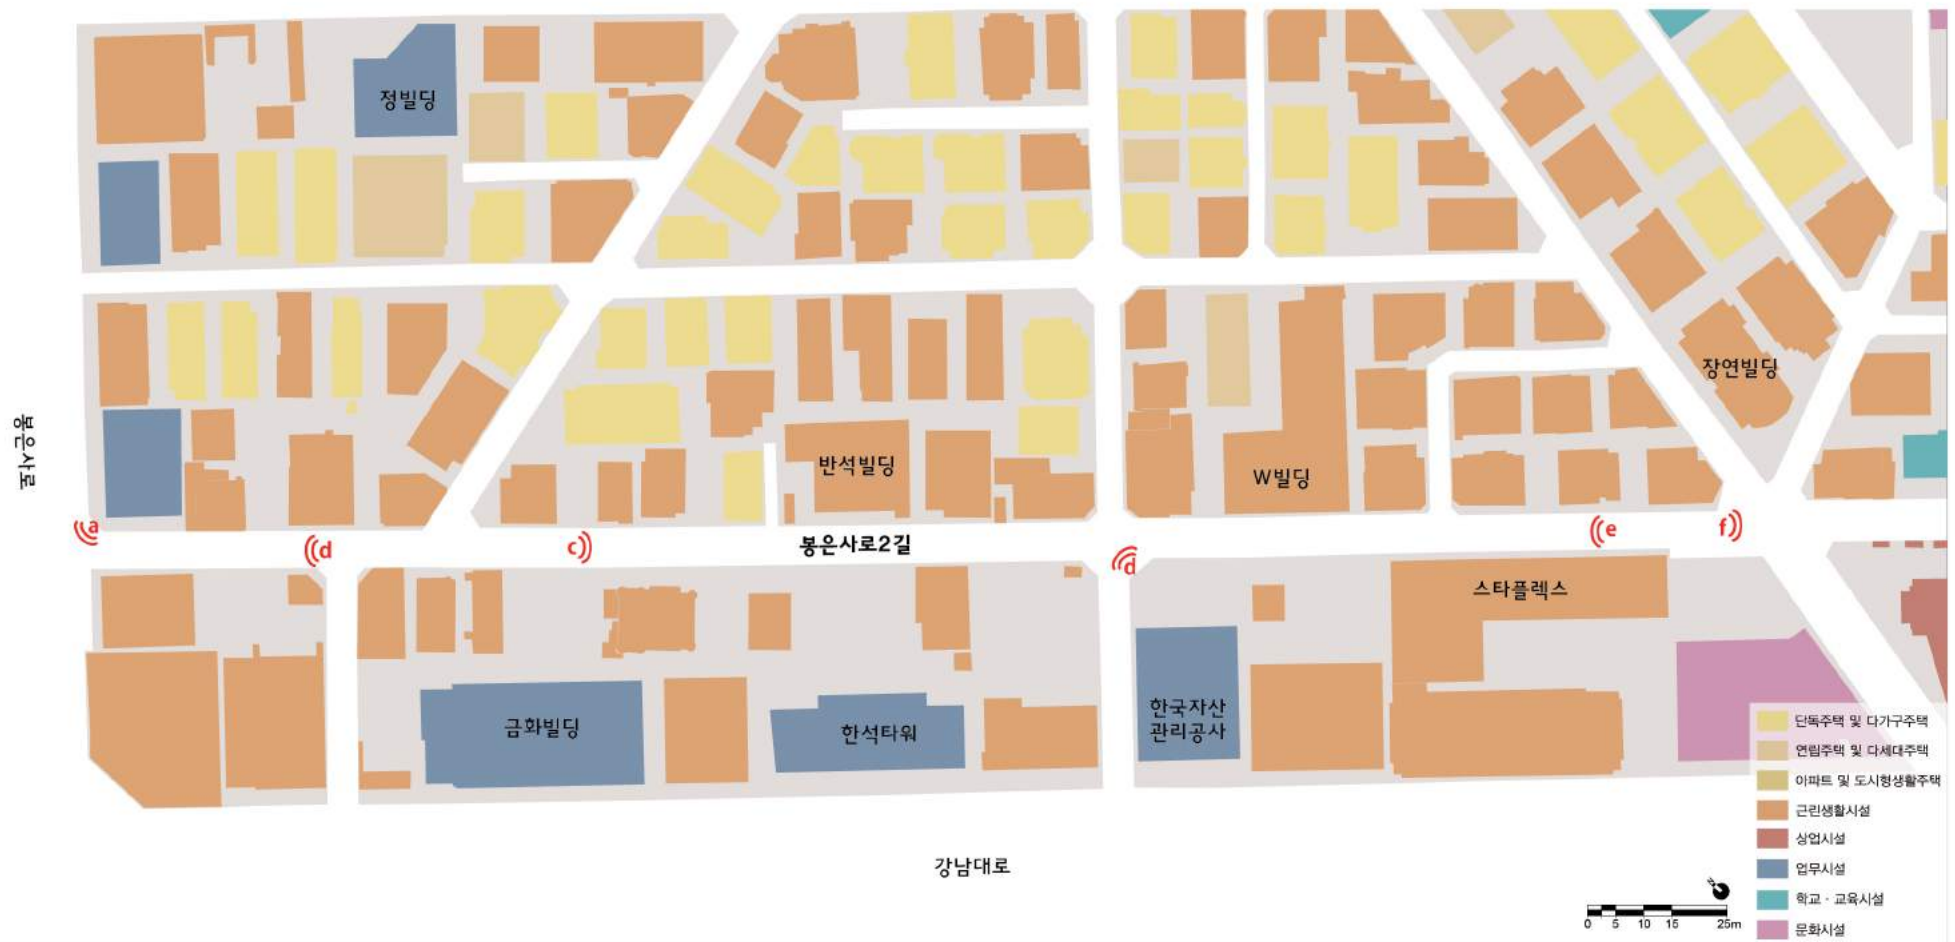 정빌딩
장연빌딩
반석빌딩
W빌딩
봉은사로
a
d
c
봉은사로2길
d
e
f
스타플렉스
한국자산
관리공사
금화빌딩
한석타워
강남대로
단독주택 및 다가구주택
연립주택 및 다세대주택
아파트 및 도시형생활주택
근린생활시설
상업시설
업무시설
학교 · 교육시설
문화시설
N
0 5 10 15 25m